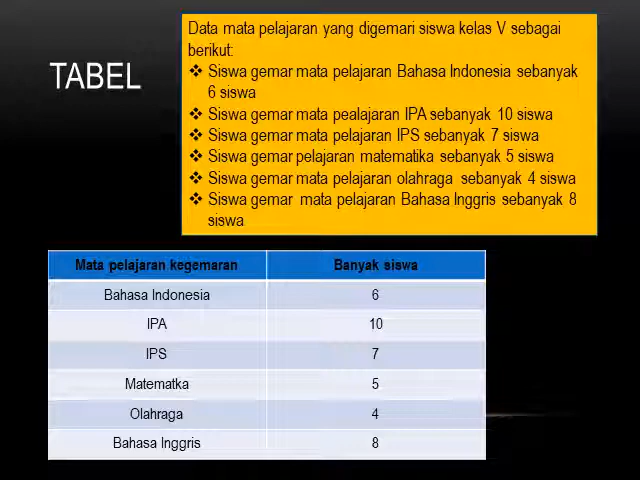 TABEL
Data mata pelajaran yang digemari siswa kelas V sebagai
berikut:
❖ Siswa gemar mata pelajaran Bahasa Indonesia sebanyak
6 siswa
❖ Siswa gemar mata pealajaran IPA sebanyak 10 siswa
❖ Siswa gemar mata pelajaran IPS sebanyak 7 siswa
❖ Siswa gemar pelajaran matematika sebanyak 5 siswa
❖ Siswa gemar mata pelajaran olahraga sebanyak 4 siswa
❖ Siswa gemar mata pelajaran Bahasa Inggris sebanyak 8
siswa
Mata pelajaran kegemaran Banyak siswa
Bahasa Indonesia 6
IPA 10
IPS 7
Matematka 5
Olahraga 4
Bahasa Inggris 8